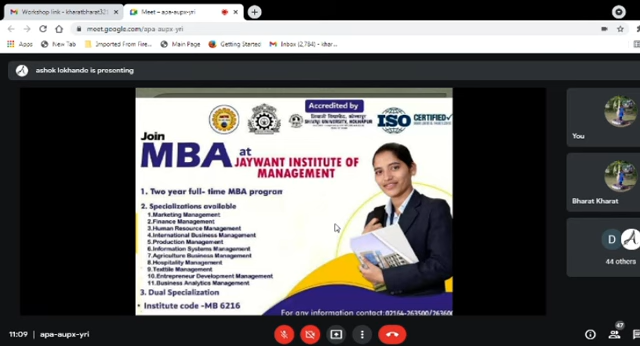 Workshop link - kharatbharat32
Meet – apa-aupx-yri
meet.google.com/apa-aupx-yri
Apps
New Tab
Imported From Fire...
Main Page
Getting Started
Inbox (2,784) - khar...
ashok lokhande is presenting
Accredited by
SHIVAJI UNIVERSITY, KOLHAPUR
ISO CERTIFIED
Join
MBA at
JAYWANT INSTITUTE OF
MANAGEMENT
1. Two year full- time MBA program
2. Specializations available
1.Marketing Management
2.Finance Management
3.Human Resource Management
4.International Business Management
5.Production Management
6.Information Systems Management
7.Agriculture Business Management
8.Hospitality Management
9.Textile Management
10.Entrepreneur Development Management
11.Business Analytics Management
3. Dual Specialization
• Institute code -MB 6216
For any information contact:02164-263500/26360
You
Bharat Kharat
D
44 others
11:09 | apa-aupx-yri
47